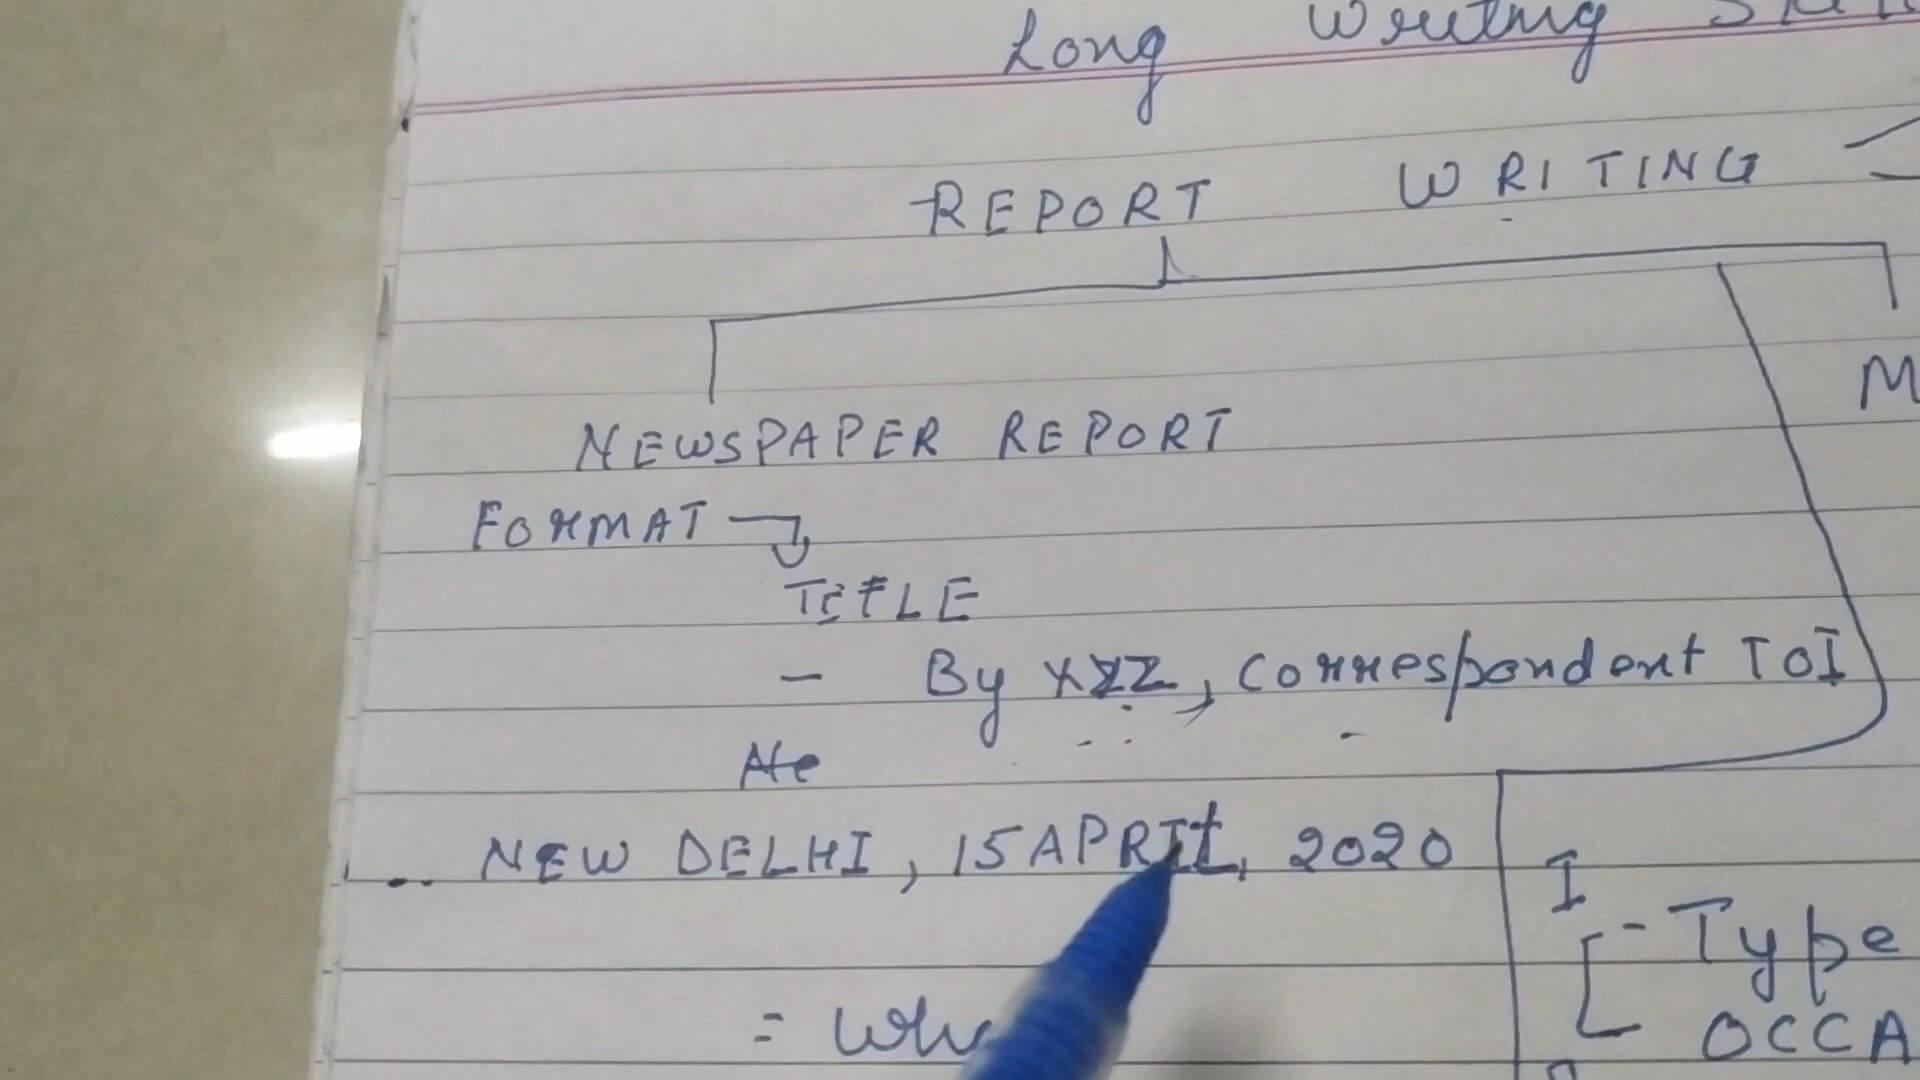 Long Writing
REPORT WRITING
M
NEWSPAPER REPORT
FORMAT
TITLE
- By XYZ, Correspondent TOI
NEW DELHI, 15 APRIL, 2020
I
- Type
= Wh
OCCA